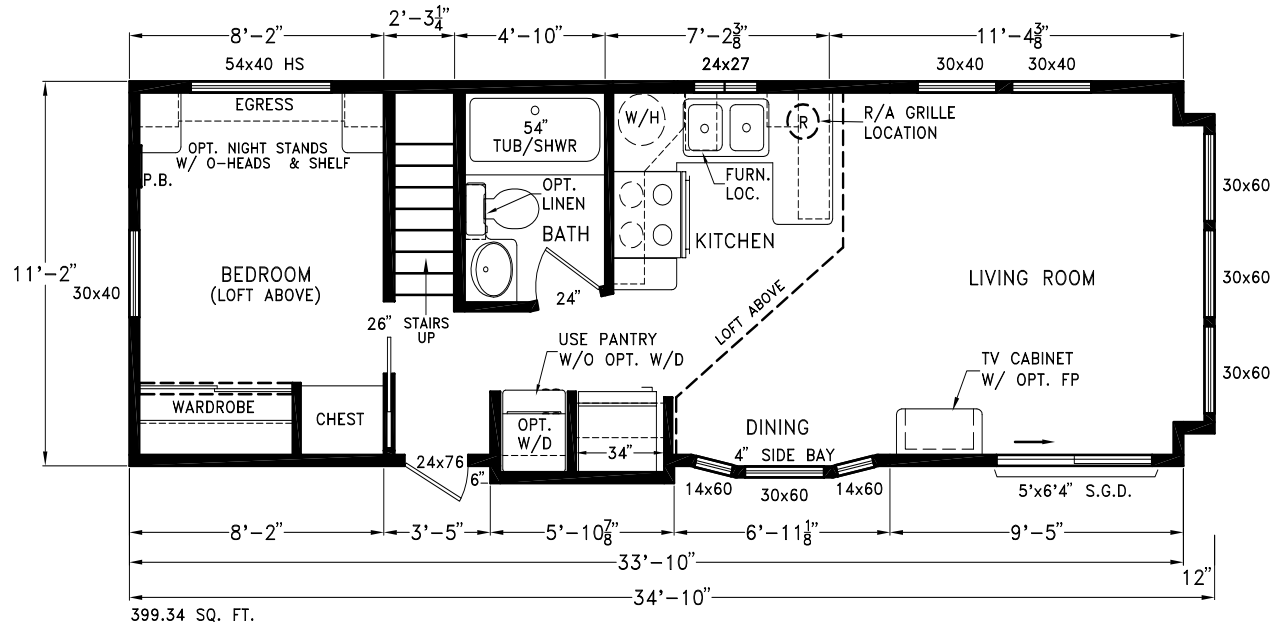 2'-3 1/4"
8'-2"
4'-10"
7'-2 3/8"
11'-4 3/8"
54x40 HS
24x27
30x40
30x40
EGRESS
OPT. NIGHT STANDS
W/ O-HEADS & SHELF
P.B.
54"
TUB/SHWR
W/H
R
R/A GRILLE
LOCATION
FURN.
LOC.
OPT.
LINEN
BATH
KITCHEN
30x60
11'-2"
30x40
BEDROOM
(LOFT ABOVE)
24"
LIVING ROOM
30x60
26"
STAIRS
UP
LOFT ABOVE
USE PANTRY
W/O OPT. W/D
TV CABINET
W/ OPT. FP
30x60
WARDROBE
CHEST
OPT.
W/D
34"
DINING
4" SIDE BAY
24x76
6"
14x60
30x60
14x60
5'x6'4" S.G.D.
8'-2"
3'-5"
5'-10 7/8"
6'-11 1/8"
9'-5"
33'-10"
12"
34'-10"
399.34 SQ. FT.